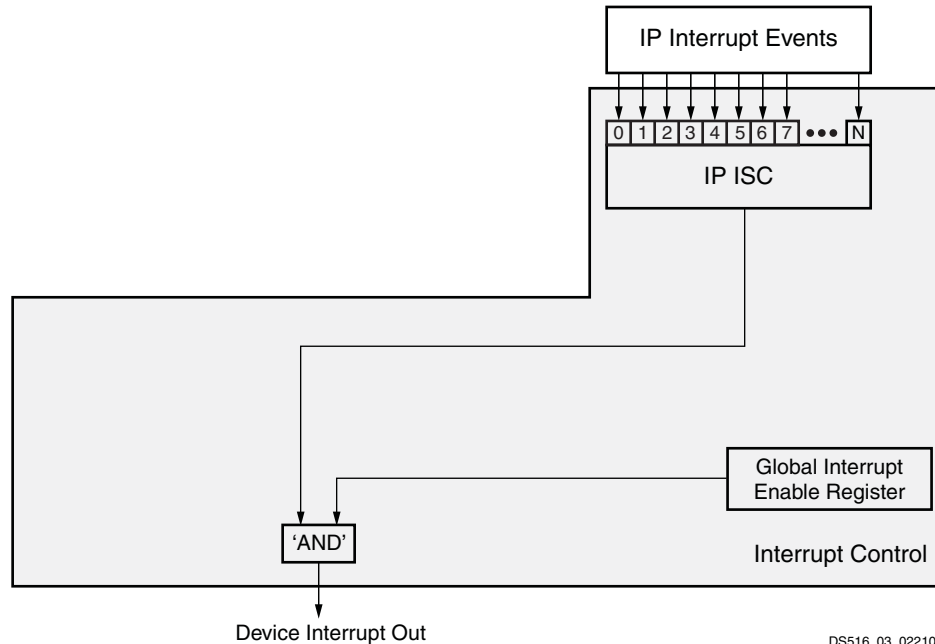 IP Interrupt Events
0 1 2 3 4 5 6 7 ••• N
IP ISC
Global Interrupt
Enable Register
'AND'
Interrupt Control
Device Interrupt Out
DS516_03_02210